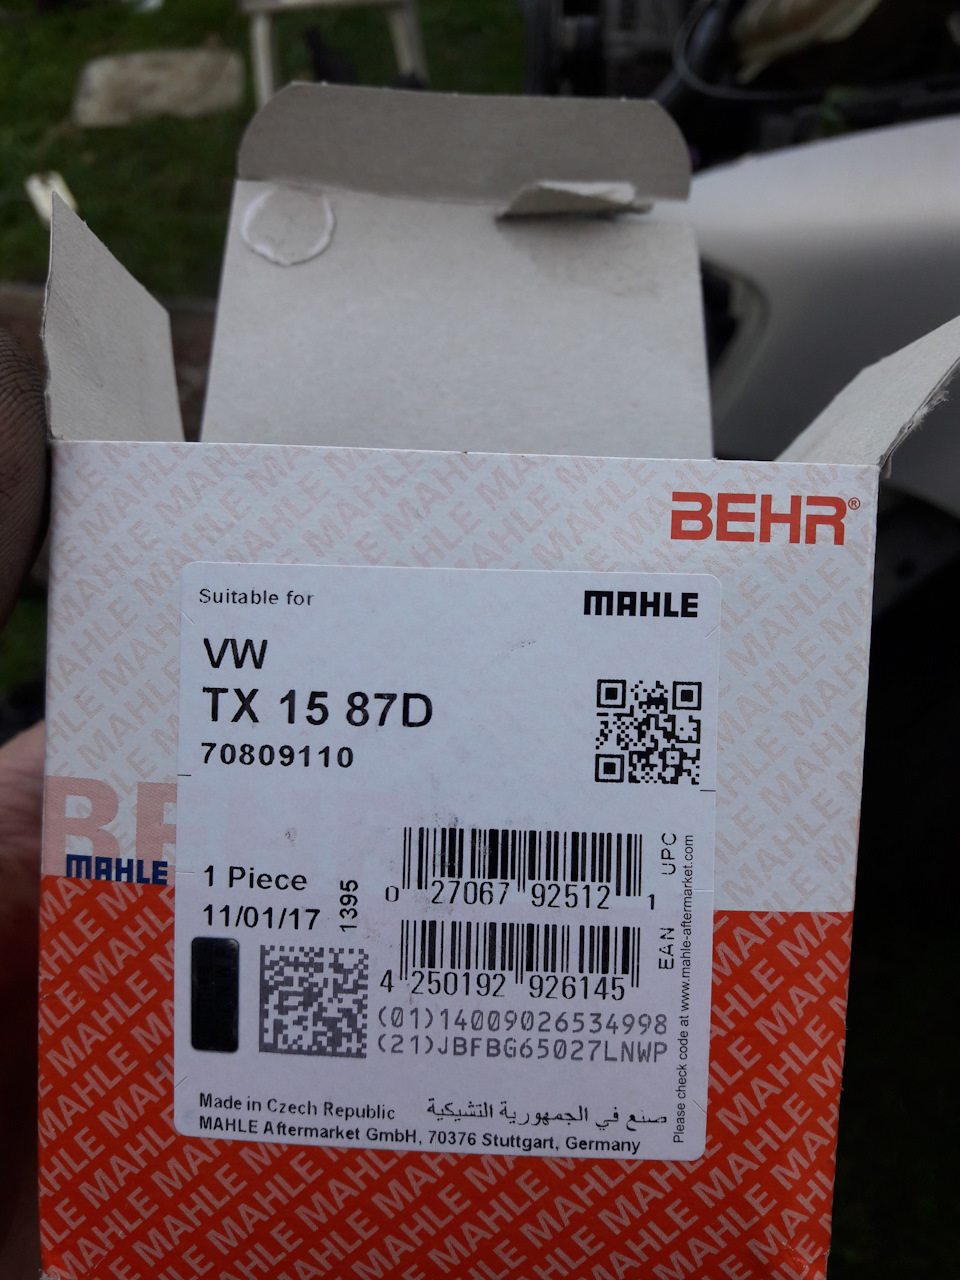 BEHR®
Suitable for
MAHLE
VW
TX 15 87D
70809110
MAHLE
1 Piece
11/01/17
1395
0 27067 92512 1
UPC
4 250192 926145
EAN
(01)14009026534998
(21)JBFBG65027LNWP
Please check code at www.mahle-aftermarket.com
Made in Czech Republic
صنع في الجمهورية التشيكية
MAHLE Aftermarket GmbH, 70376 Stuttgart, Germany